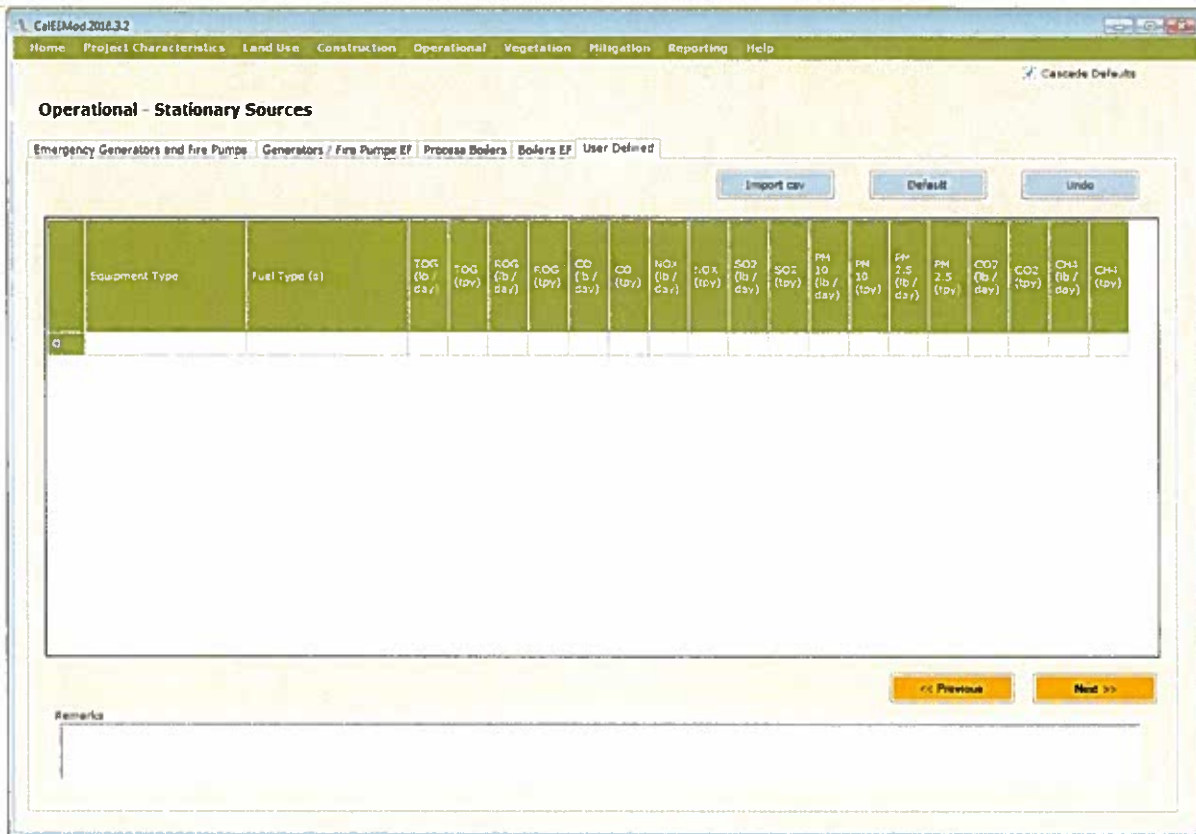 CalEEMod.2016.3.2
Home Project Characteristics Land Use Construction Operational Vegetation Mitigation Reporting Help
Cascade Defaults
Operational - Stationary Sources
Emergency Generators and Fire Pumps Generators / Fire Pumps EF Process Boilers Boilers EF User Defined
Import csv Default Undo
Equipment Type Fuel Type (s) TOG (lb / day) TOG (tpy) ROG (lb / day) ROG (tpy) CO (lb / day) CO (tpy) NOX (lb / day) NOX (tpy) SO2 (lb / day) SO2 (tpy) PM 10 (lb / day) PM 10 (tpy) PM 2.5 (lb / day) PM 2.5 (tpy) CO2 (lb / day) CO2 (tpy) CH4 (lb / day) CH4 (tpy)
<< Previous Next >>
Remarks